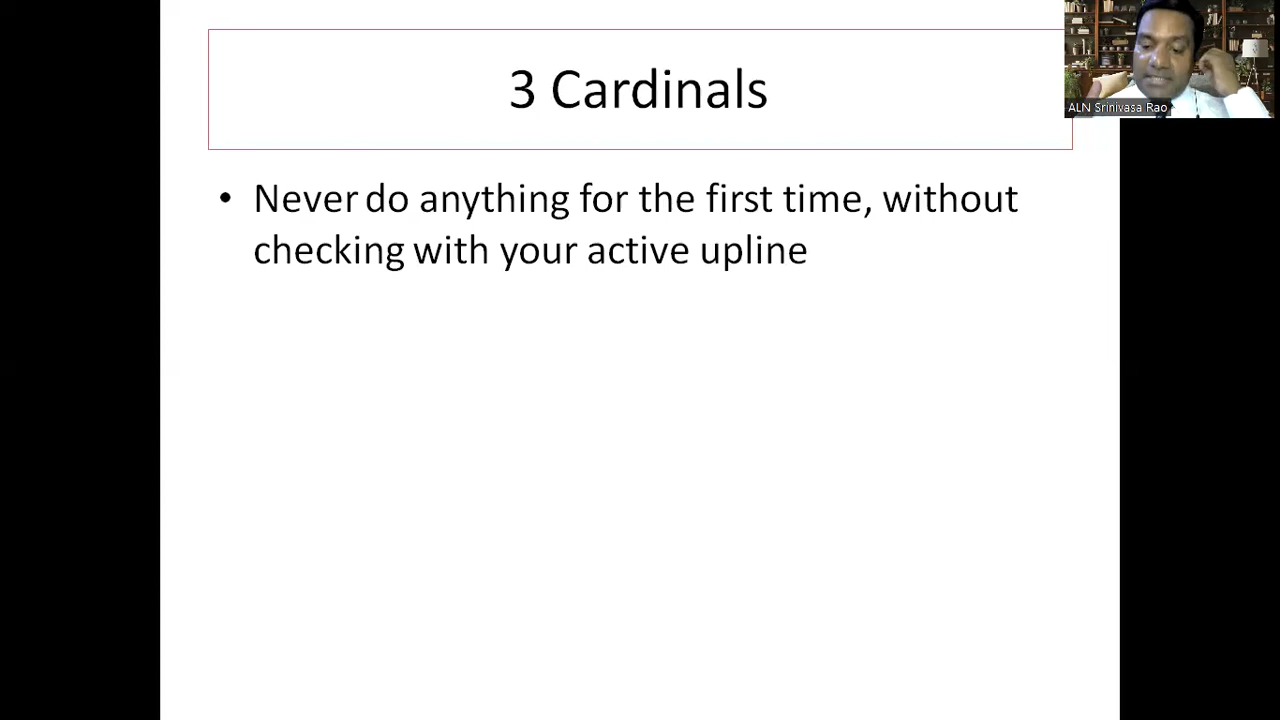 3 Cardinals
ALN Srinivasa Rao
• Never do anything for the first time, without
checking with your active upline